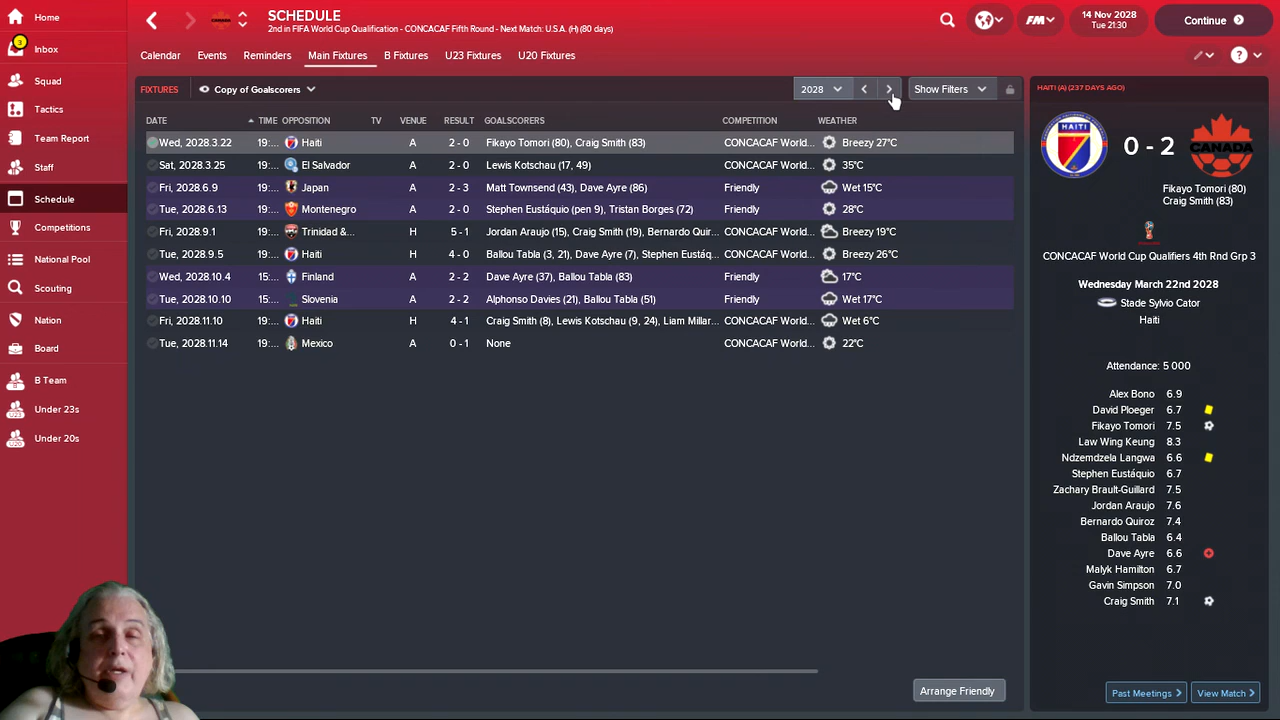 Home
3
Inbox
Squad
Tactics
Team Report
Staff
Schedule
Competitions
National Pool
Scouting
Nation
Board
B Team
Under 23s
U23
Under 20s
U20
CANADA
SCHEDULE
2nd in FIFA World Cup Qualification - CONCACAF Fifth Round - Next Match: U.S.A. (H) (80 days)
FM
14 Nov 2028
Tue 21:30
Continue
Calendar Events Reminders Main Fixtures B Fixtures U23 Fixtures U20 Fixtures
?
FIXTURES Copy of Goalscorers 2028 Show Filters
DATE TIME OPPOSITION TV VENUE RESULT GOALSCORERS COMPETITION WEATHER
Wed, 2028.3.22 19:... Haiti A 2 - 0 Fikayo Tomori (80), Craig Smith (83) CONCACAF World... Breezy 27°C
Sat, 2028.3.25 19:... El Salvador A 2 - 0 Lewis Kotschau (17, 49) CONCACAF World... 35°C
Fri, 2028.6.9 19:... Japan A 2 - 3 Matt Townsend (43), Dave Ayre (86) Friendly Wet 15°C
Tue, 2028.6.13 19:... Montenegro A 2 - 0 Stephen Eustáquio (pen 9), Tristan Borges (72) Friendly 28°C
Fri, 2028.9.1 19:... Trinidad &... H 5 - 1 Jordan Araujo (15), Craig Smith (19), Bernardo Quir... CONCACAF World... Breezy 19°C
Tue, 2028.9.5 19:... Haiti H 4 - 0 Ballou Tabla (3, 21), Dave Ayre (7), Stephen Eustáq... CONCACAF World... Breezy 26°C
Wed, 2028.10.4 15:... Finland A 2 - 2 Dave Ayre (37), Ballou Tabla (83) Friendly 17°C
Tue, 2028.10.10 15:... Slovenia A 2 - 2 Alphonso Davies (21), Ballou Tabla (51) Friendly Wet 17°C
Fri, 2028.11.10 19:... Haiti H 4 - 1 Craig Smith (8), Lewis Kotschau (9, 24), Liam Millar... CONCACAF World... Wet 6°C
Tue, 2028.11.14 19:... Mexico A 0 - 1 None CONCACAF World... 22°C
Arrange Friendly
HAITI (A) (237 DAYS AGO)
HAITI
0 - 2
CANADA
Fikayo Tomori (80)
Craig Smith (83)
CONCACAF World Cup Qualifiers 4th Rnd Grp 3
Wednesday March 22nd 2028
Stade Sylvio Cator
Haiti
Attendance: 5 000
Alex Bono 6.9
David Ploeger 6.7
Fikayo Tomori 7.5
Law Wing Keung 8.3
Ndzemdzela Langwa 6.6
Stephen Eustáquio 6.7
Zachary Brault-Guillard 7.5
Jordan Araujo 7.6
Bernardo Quiroz 7.4
Ballou Tabla 6.4
Dave Ayre 6.6
Malyk Hamilton 6.7
Gavin Simpson 7.0
Craig Smith 7.1
Past Meetings
View Match